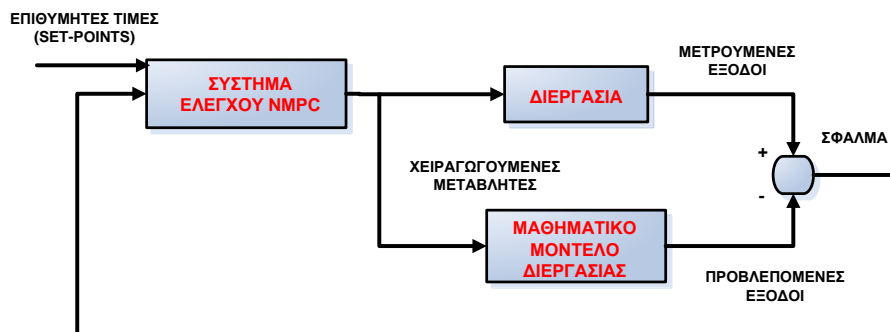 ΕΠΙΘΥΜΗΤΕΣ ΤΙΜΕΣ
(SET-POINTS)
ΣΥΣΤΗΜΑ
ΕΛΕΓΧΟΥ NMPC
ΔΙΕΡΓΑΣΙΑ
ΜΕΤΡΟΥΜΕΝΕΣ
ΕΞΟΔΟΙ
ΣΦΑΛΜΑ
+
-
ΧΕΙΡΑΓΩΓΟΥΜΕΝΕΣ
ΜΕΤΑΒΛΗΤΕΣ
ΜΑΘΗΜΑΤΙΚΟ
ΜΟΝΤΕΛΟ
ΔΙΕΡΓΑΣΙΑΣ
ΠΡΟΒΛΕΠΟΜΕΝΕΣ
ΕΞΟΔΟΙ